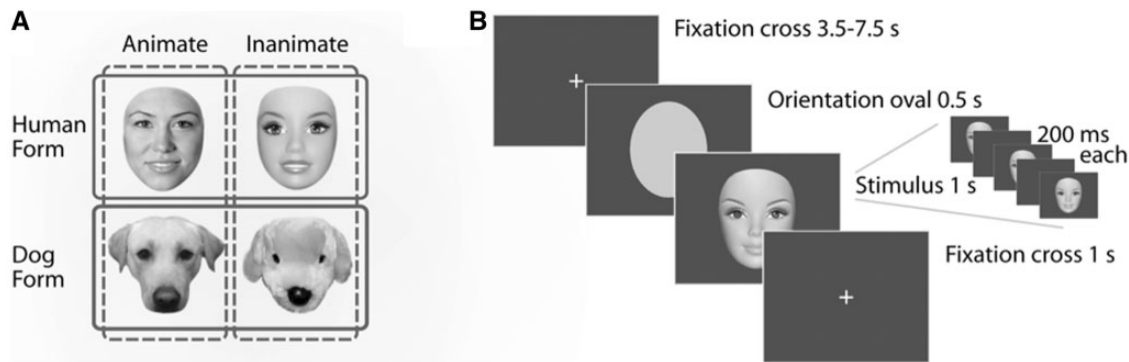 A
Animate Inanimate
Human
Form
Dog
Form
B
Fixation cross 3.5-7.5 s
Orientation oval 0.5 s
200 ms
each
Stimulus 1 s
Fixation cross 1 s